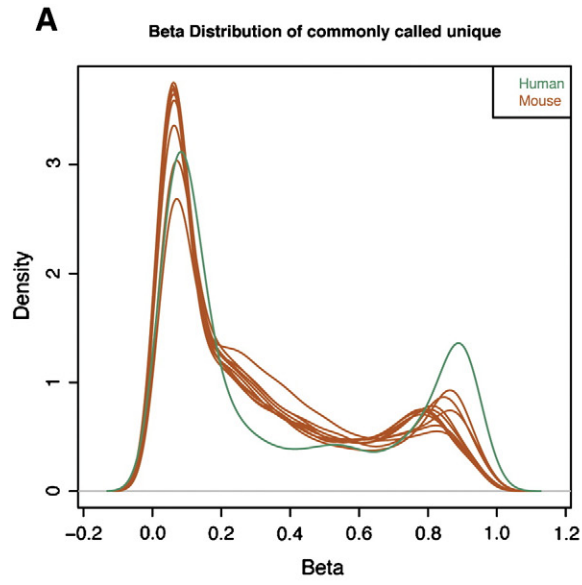 A
Beta Distribution of commonly called unique
Human
Mouse
Density
3
2
1
0
−0.2 0.0 0.2 0.4 0.6 0.8 1.0 1.2
Beta